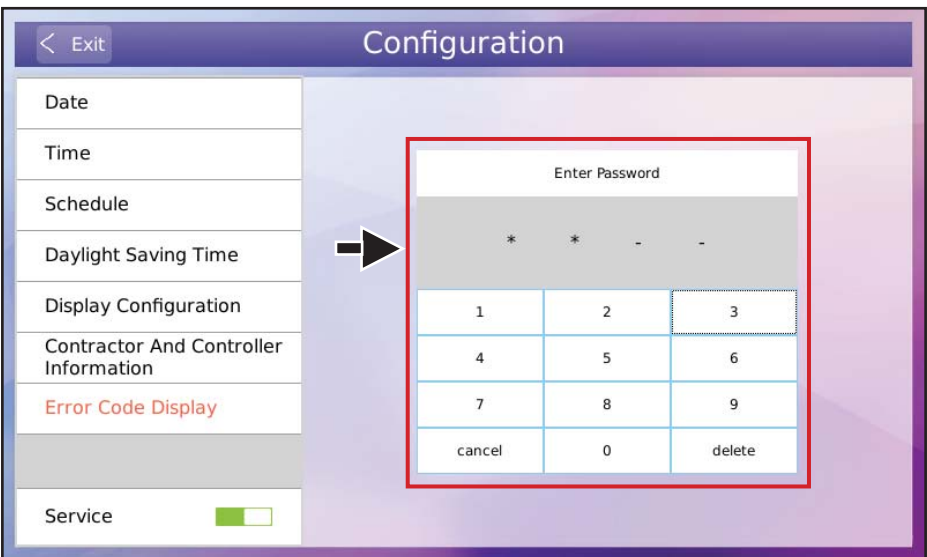 Exit
Configuration
Date
Time
Schedule
Daylight Saving Time
Display Configuration
Contractor And Controller
Information
Error Code Display
Service
Enter Password
* * - -
1 2 3
4 5 6
7 8 9
cancel 0 delete